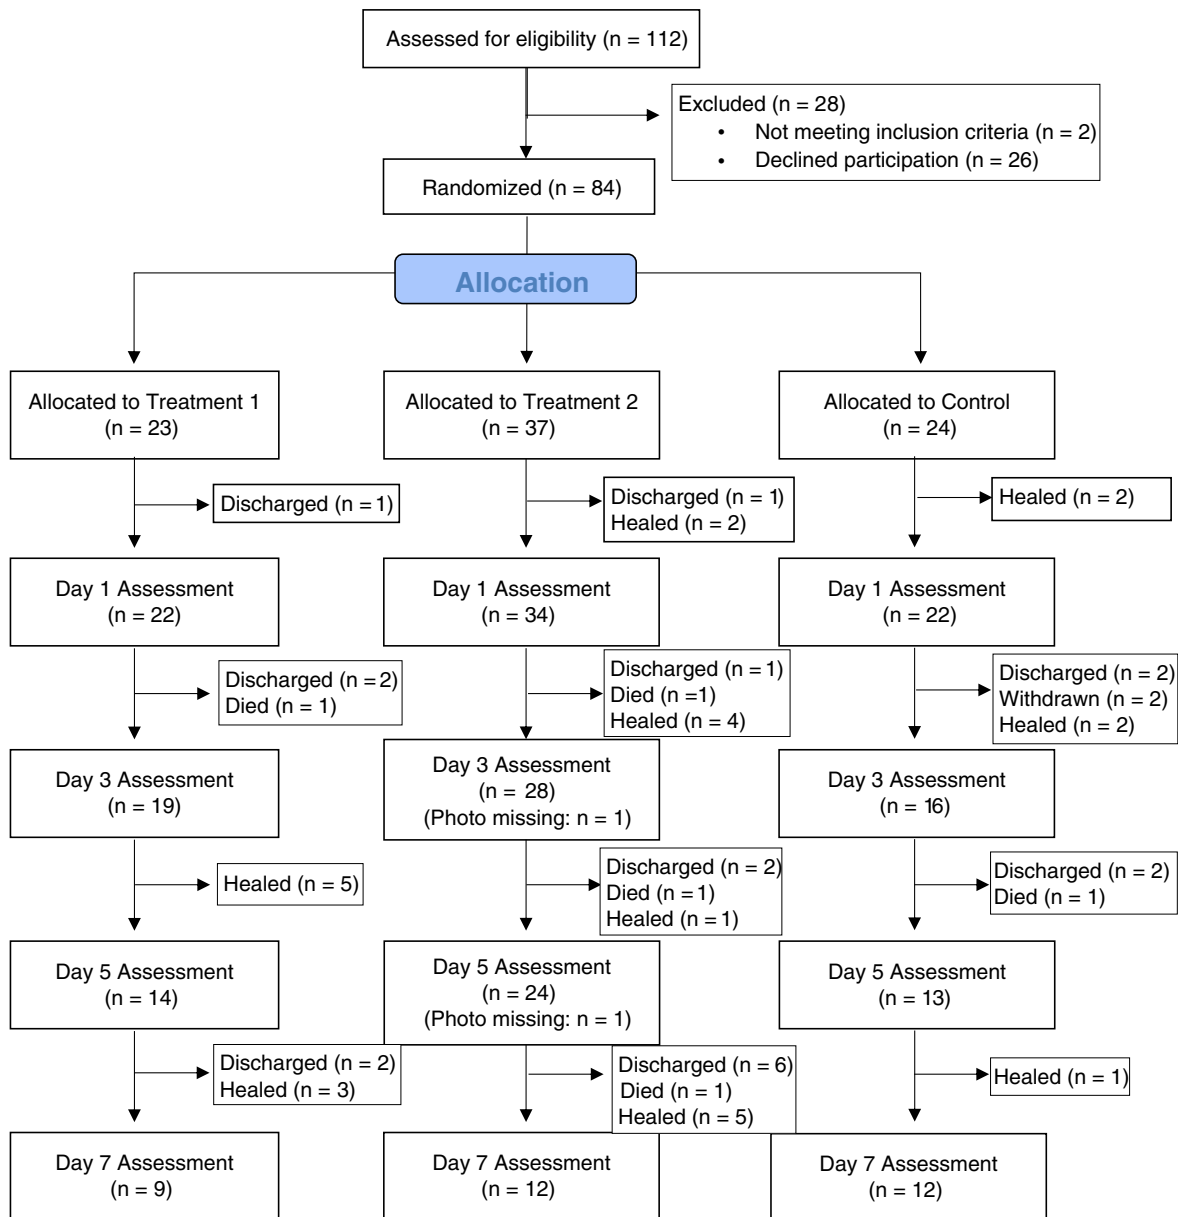 Assessed for eligibility (n = 112)
Excluded (n = 28)
• Not meeting inclusion criteria (n = 2)
• Declined participation (n = 26)
Randomized (n = 84)
Allocation
Allocated to Treatment 1
(n = 23)
Allocated to Treatment 2
(n = 37)
Allocated to Control
(n = 24)
Discharged (n = 1)
Discharged (n = 1)
Healed (n = 2)
Healed (n = 2)
Day 1 Assessment
(n = 22)
Day 1 Assessment
(n = 34)
Day 1 Assessment
(n = 22)
Discharged (n = 2)
Died (n = 1)
Discharged (n = 1)
Died (n =1)
Healed (n = 4)
Discharged (n = 2)
Withdrawn (n = 2)
Healed (n = 2)
Day 3 Assessment
(n = 19)
Day 3 Assessment
(n = 28)
(Photo missing: n = 1)
Day 3 Assessment
(n = 16)
Healed (n = 5)
Discharged (n = 2)
Died (n = 1)
Healed (n = 1)
Discharged (n = 2)
Died (n = 1)
Day 5 Assessment
(n = 14)
Day 5 Assessment
(n = 24)
(Photo missing: n = 1)
Day 5 Assessment
(n = 13)
Discharged (n = 2)
Healed (n = 3)
Discharged (n = 6)
Died (n = 1)
Healed (n = 5)
Healed (n = 1)
Day 7 Assessment
(n = 9)
Day 7 Assessment
(n = 12)
Day 7 Assessment
(n = 12)